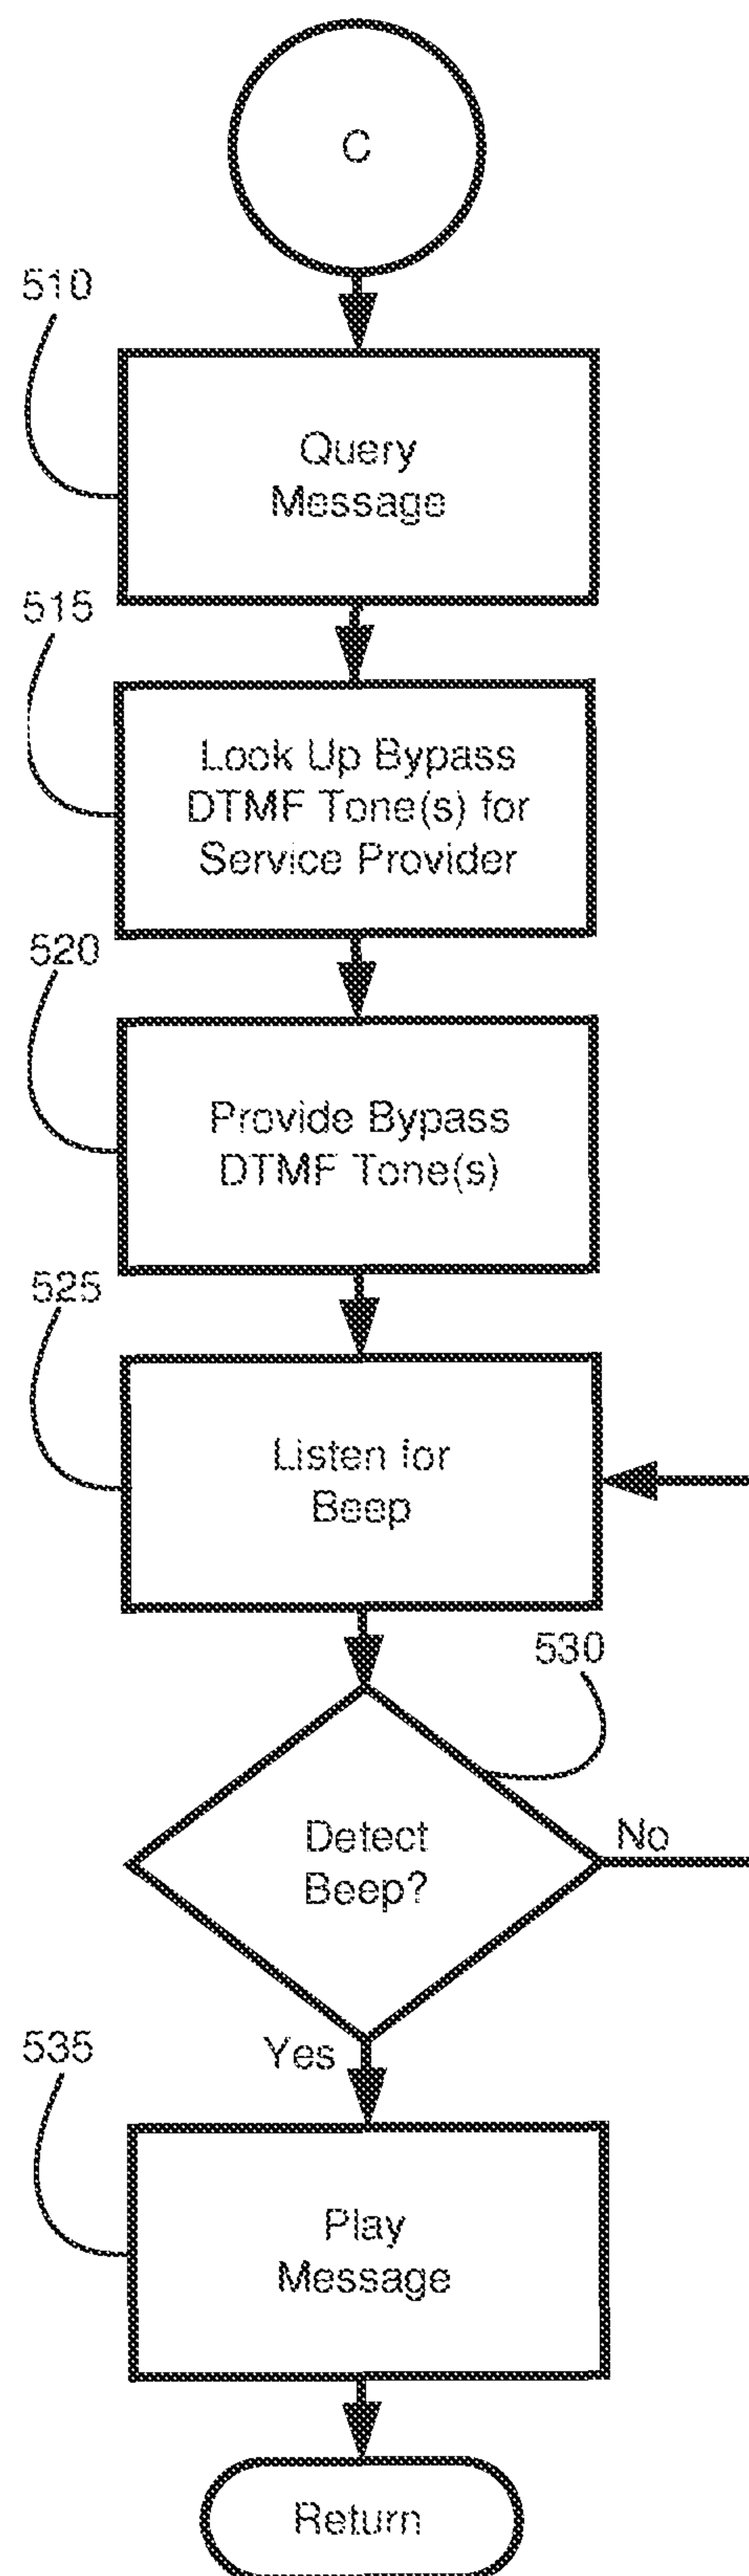 C
510
Query
Message
515
Look Up Bypass
DTMF Tone(s) for
Service Provider
520
Provide Bypass
DTMF Tone(s)
525
Listen for
Beep
530
Detect
Beep?
No
Yes
535
Play
Message
Return